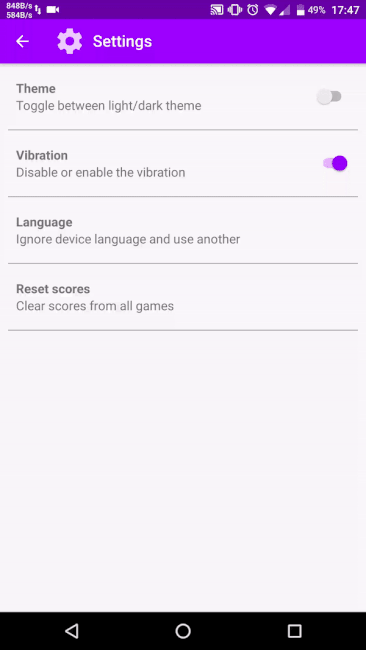 848B/s
584B/s
49% 17:47
Settings
Theme
Toggle between light/dark theme
Vibration
Disable or enable the vibration
Language
Ignore device language and use another
Reset scores
Clear scores from all games